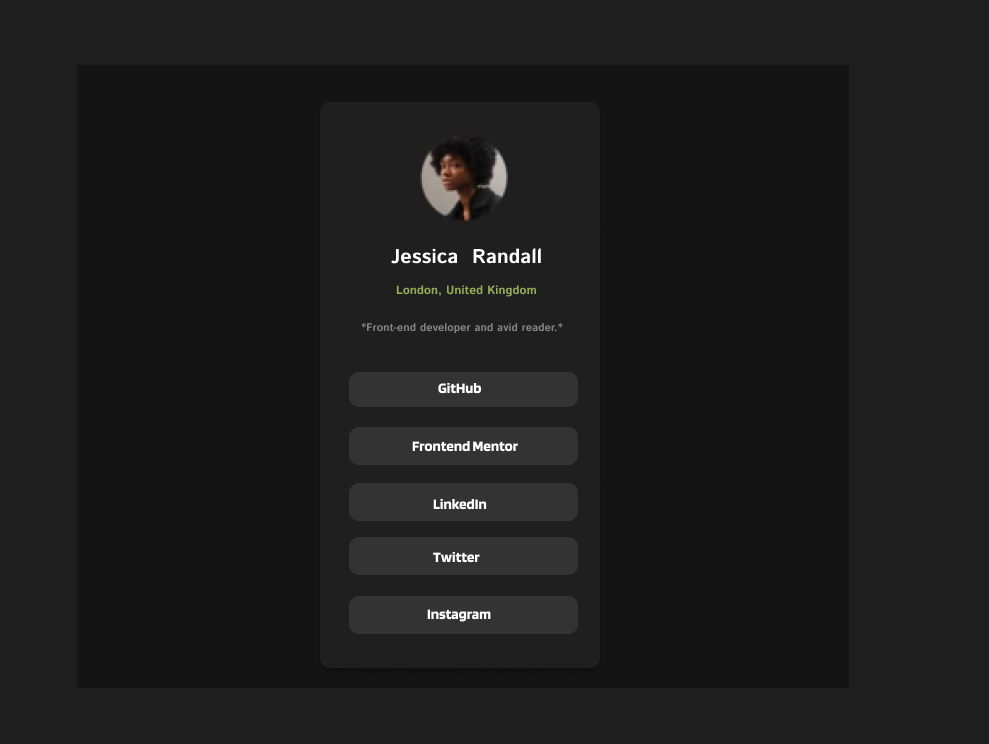 Jessica Randall
London, United Kingdom
*Front-end developer and avid reader.*
GitHub
Frontend Mentor
LinkedIn
Twitter
Instagram